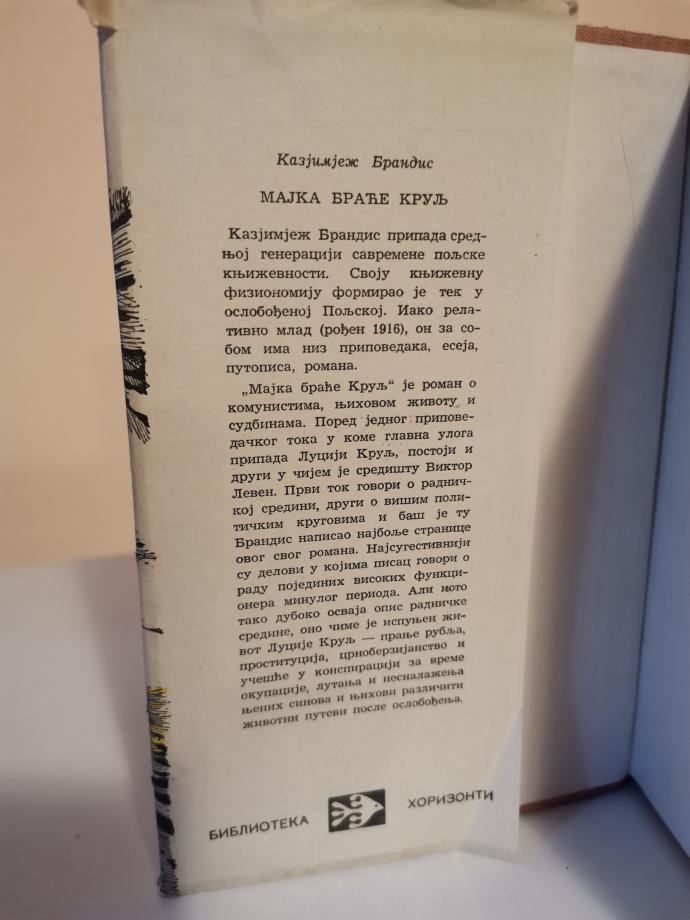 Казјимјеж Брандис
МАЈКА БРАЋЕ КРУЉ
Казјимјеж Брандис припада сред-
њој генерацији савремене пољске
књижевности. Своју књижевну
физиономију формирао је тек у
ослобођеној Пољској. Иако рела-
тивно млад (рођен 1916), он за со-
бом има низ приповедака, есеја,
путописа, романа.
„Мајка браће Круљ“ је роман о
комунистима, њиховом животу и
судбинама. Поред једног приповe-
дачког тока у коме главна улога
припада Луцији Круљ, постоји и
други у чијем је средишту Виктор
Левен. Први ток говори о раднич-
кој средини, други о вишим поли-
тичким круговима и баш је ту
Брандис написао најбоље странице
овог свог романа. Најсугестивнији
су делови у којима писац говори о
раду појединих високих функци-
онера минулог периода. Али исто
тако дубоко осваја опис радничке
средине, оно чиме је испуњен жи-
вот Луције Круљ — прање рубља,
проституција, црноберзијанство и
учешће у конспирацији за време
окупације, лутања и несналажења
њених синова и њихови различити
животни путеви после ослобођења.
БИБЛИОТЕКА ХОРИЗОНТИ